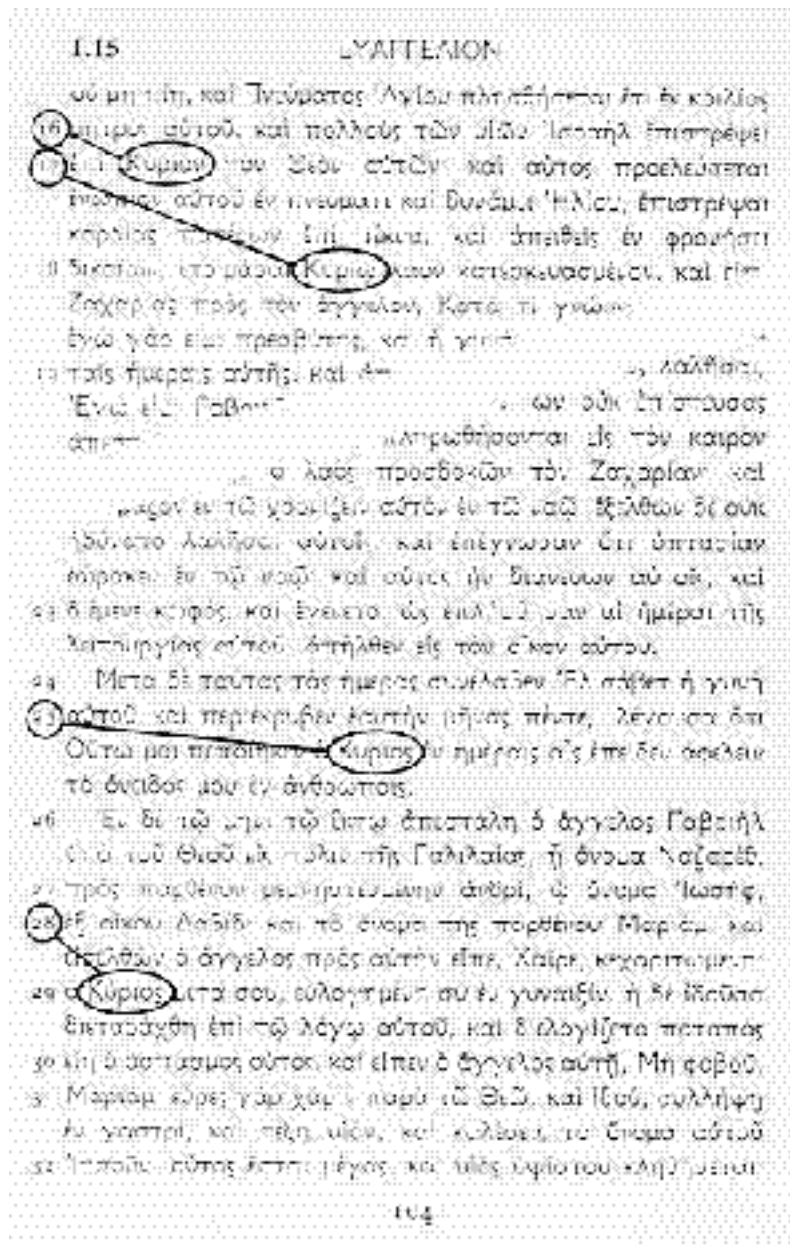 1.15 ΕΥΑΓΓΕΛΙΟΝ
οὐ μὴ πίῃ, καὶ Πνεύματος Ἁγίου πλησθήσεται ἔτι ἐκ κοιλίας
16 μητρὸς αὐτοῦ, καὶ πολλοὺς τῶν υἱῶν Ἰσραὴλ ἐπιστρέψει
17 ἐπὶ Κύριον τὸν Θεὸν αὐτῶν καὶ αὐτὸς προελεύσεται
ἐνώπιον αὐτοῦ ἐν πνεύματι καὶ δυνάμει Ἠλίου, ἐπιστρέψαι
καρδίας πατέρων ἐπὶ τέκνα, καὶ ἀπειθεῖς ἐν φρονήσει
18 δικαίων, ἑτοιμάσαι Κυρίῳ λαὸν κατεσκευασμένον. καὶ
Ζαχαρίας πρὸς τὸν ἄγγελον, Κατὰ τί γνώσο
ἐγὼ γάρ εἰμι πρεσβύτης, καὶ ἡ γυνή
19 ταῖς ἡμέραις αὐτῆς. καὶ λαλῆσαι,
Ἐγώ εἰμι Γαβρι ων οὐκ ἐπίστευσας
πληρωθήσονται εἰς τὸν καιρὸν
ὁ λαὸς προσδοκῶν τὸν Ζαχαρίαν· καὶ
μαζον ἐν τῷ χρονίζειν αὐτὸν ἐν τῷ ναῷ. ἐξελθὼν δὲ οὐκ
ἠδύνατο λαλῆσαι αὐτοῖς, καὶ ἐπέγνωσαν ὅτι ὀπτασίαν
ἑώρακεν ἐν τῷ ναῷ· καὶ αὐτὸς ἦν διανεύων αὐτοῖς, καὶ
23 διέμενε κωφός. καὶ ἐγένετο, ὡς ἐπλήσθησαν αἱ ἡμέραι τῆς
λειτουργίας αὐτοῦ, ἀπῆλθεν εἰς τὸν οἶκον αὐτοῦ.
24 Μετὰ δὲ ταύτας τὰς ἡμέρας συνέλαβεν Ἐλισάβετ ἡ γυνὴ
25 αὐτοῦ, καὶ περιέκρυβεν ἑαυτὴν μῆνας πέντε, λέγουσα ὅτι
Οὕτω μοι πεποίηκεν ὁ Κύριος ἐν ἡμέραις αἷς ἐπεῖδεν ἀφελεῖν
τὸ ὄνειδός μου ἐν ἀνθρώποις.
26 Ἐν δὲ τῷ μηνὶ τῷ ἕκτῳ ἀπεστάλη ὁ ἄγγελος Γαβριὴλ
ὑπὸ τοῦ Θεοῦ εἰς πόλιν τῆς Γαλιλαίας, ᾗ ὄνομα Ναζαρέθ,
27 πρὸς παρθένον μεμνηστευμένην ἀνδρί, ᾧ ὄνομα Ἰωσήφ,
28 ἐξ οἴκου Δαβίδ· καὶ τὸ ὄνομα τῆς παρθένου Μαριάμ. καὶ
εἰσελθὼν ὁ ἄγγελος πρὸς αὐτὴν εἶπε, Χαῖρε, κεχαριτωμένη·
29 ὁ Κύριος μετὰ σοῦ, εὐλογημένη σὺ ἐν γυναιξίν. ἡ δὲ ἰδοῦσα
διεταράχθη ἐπὶ τῷ λόγῳ αὐτοῦ, καὶ διελογίζετο ποταπὸς
30 εἴη ὁ ἀσπασμὸς οὗτος. καὶ εἶπεν ὁ ἄγγελος αὐτῇ, Μὴ φοβοῦ,
31 Μαριάμ· εὗρες γὰρ χάριν παρὰ τῷ Θεῷ. καὶ ἰδού, συλλήψῃ
ἐν γαστρί, καὶ τέξῃ υἱόν, καὶ καλέσεις τὸ ὄνομα αὐτοῦ
32 Ἰησοῦν. οὗτος ἔσται μέγας, καὶ υἱὸς ὑψίστου κληθήσεται·
104